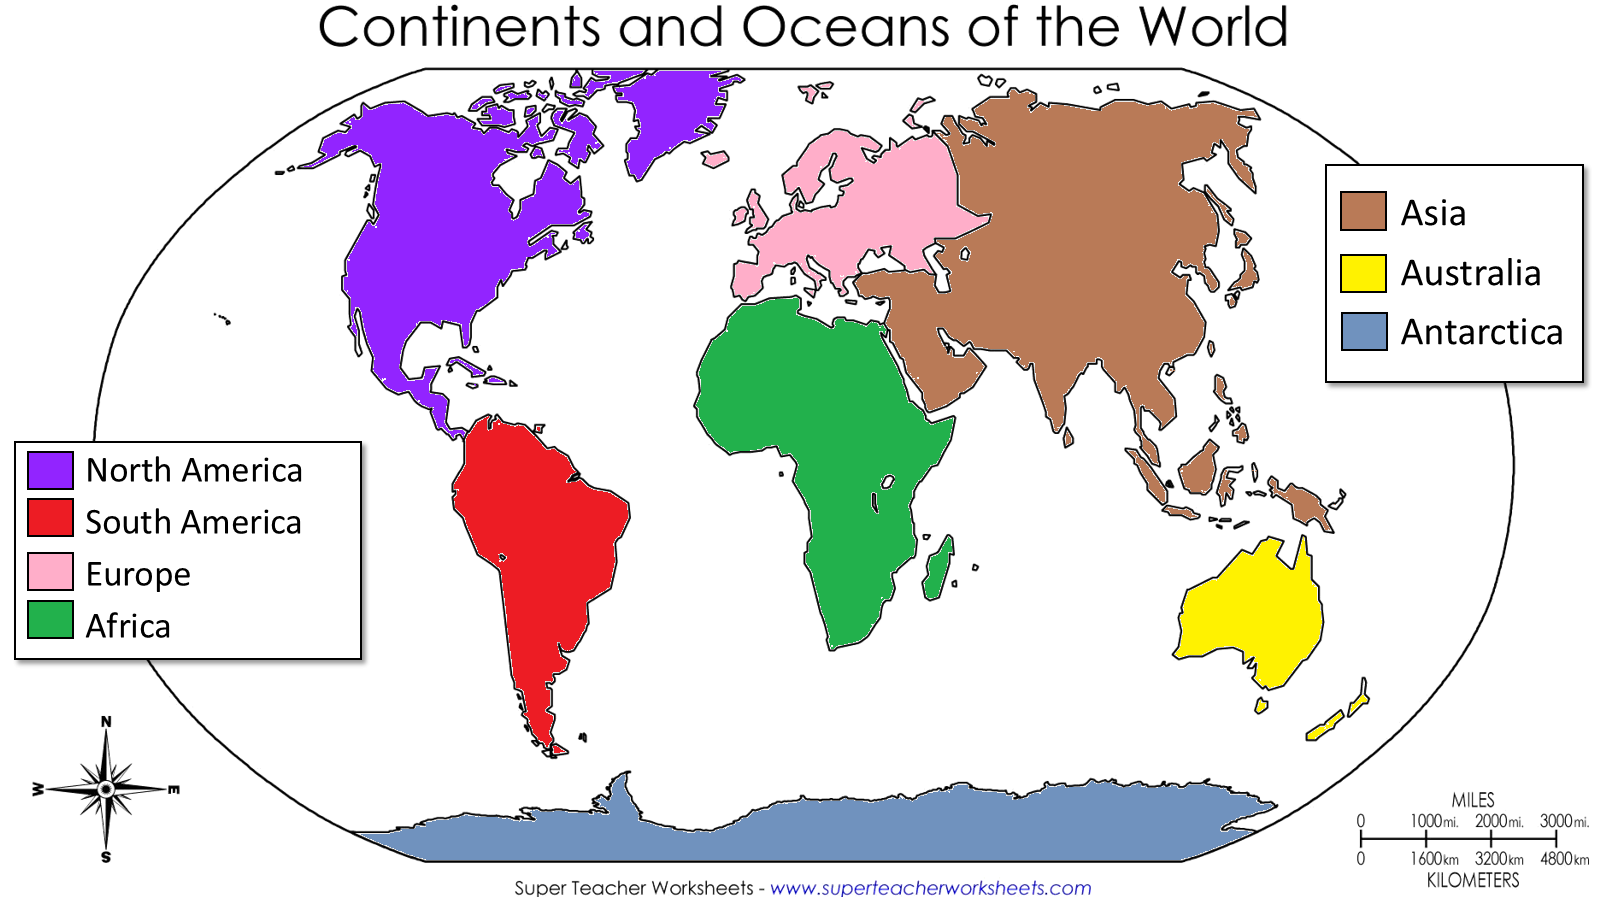 Continents and Oceans of the World
Asia
Australia
Antarctica
North America
South America
Europe
Africa
N
W
E
S
MILES
0 1000mi. 2000mi. 3000mi.
0 1600km 3200km 4800km
KILOMETERS
Super Teacher Worksheets - www.superteacherworksheets.com